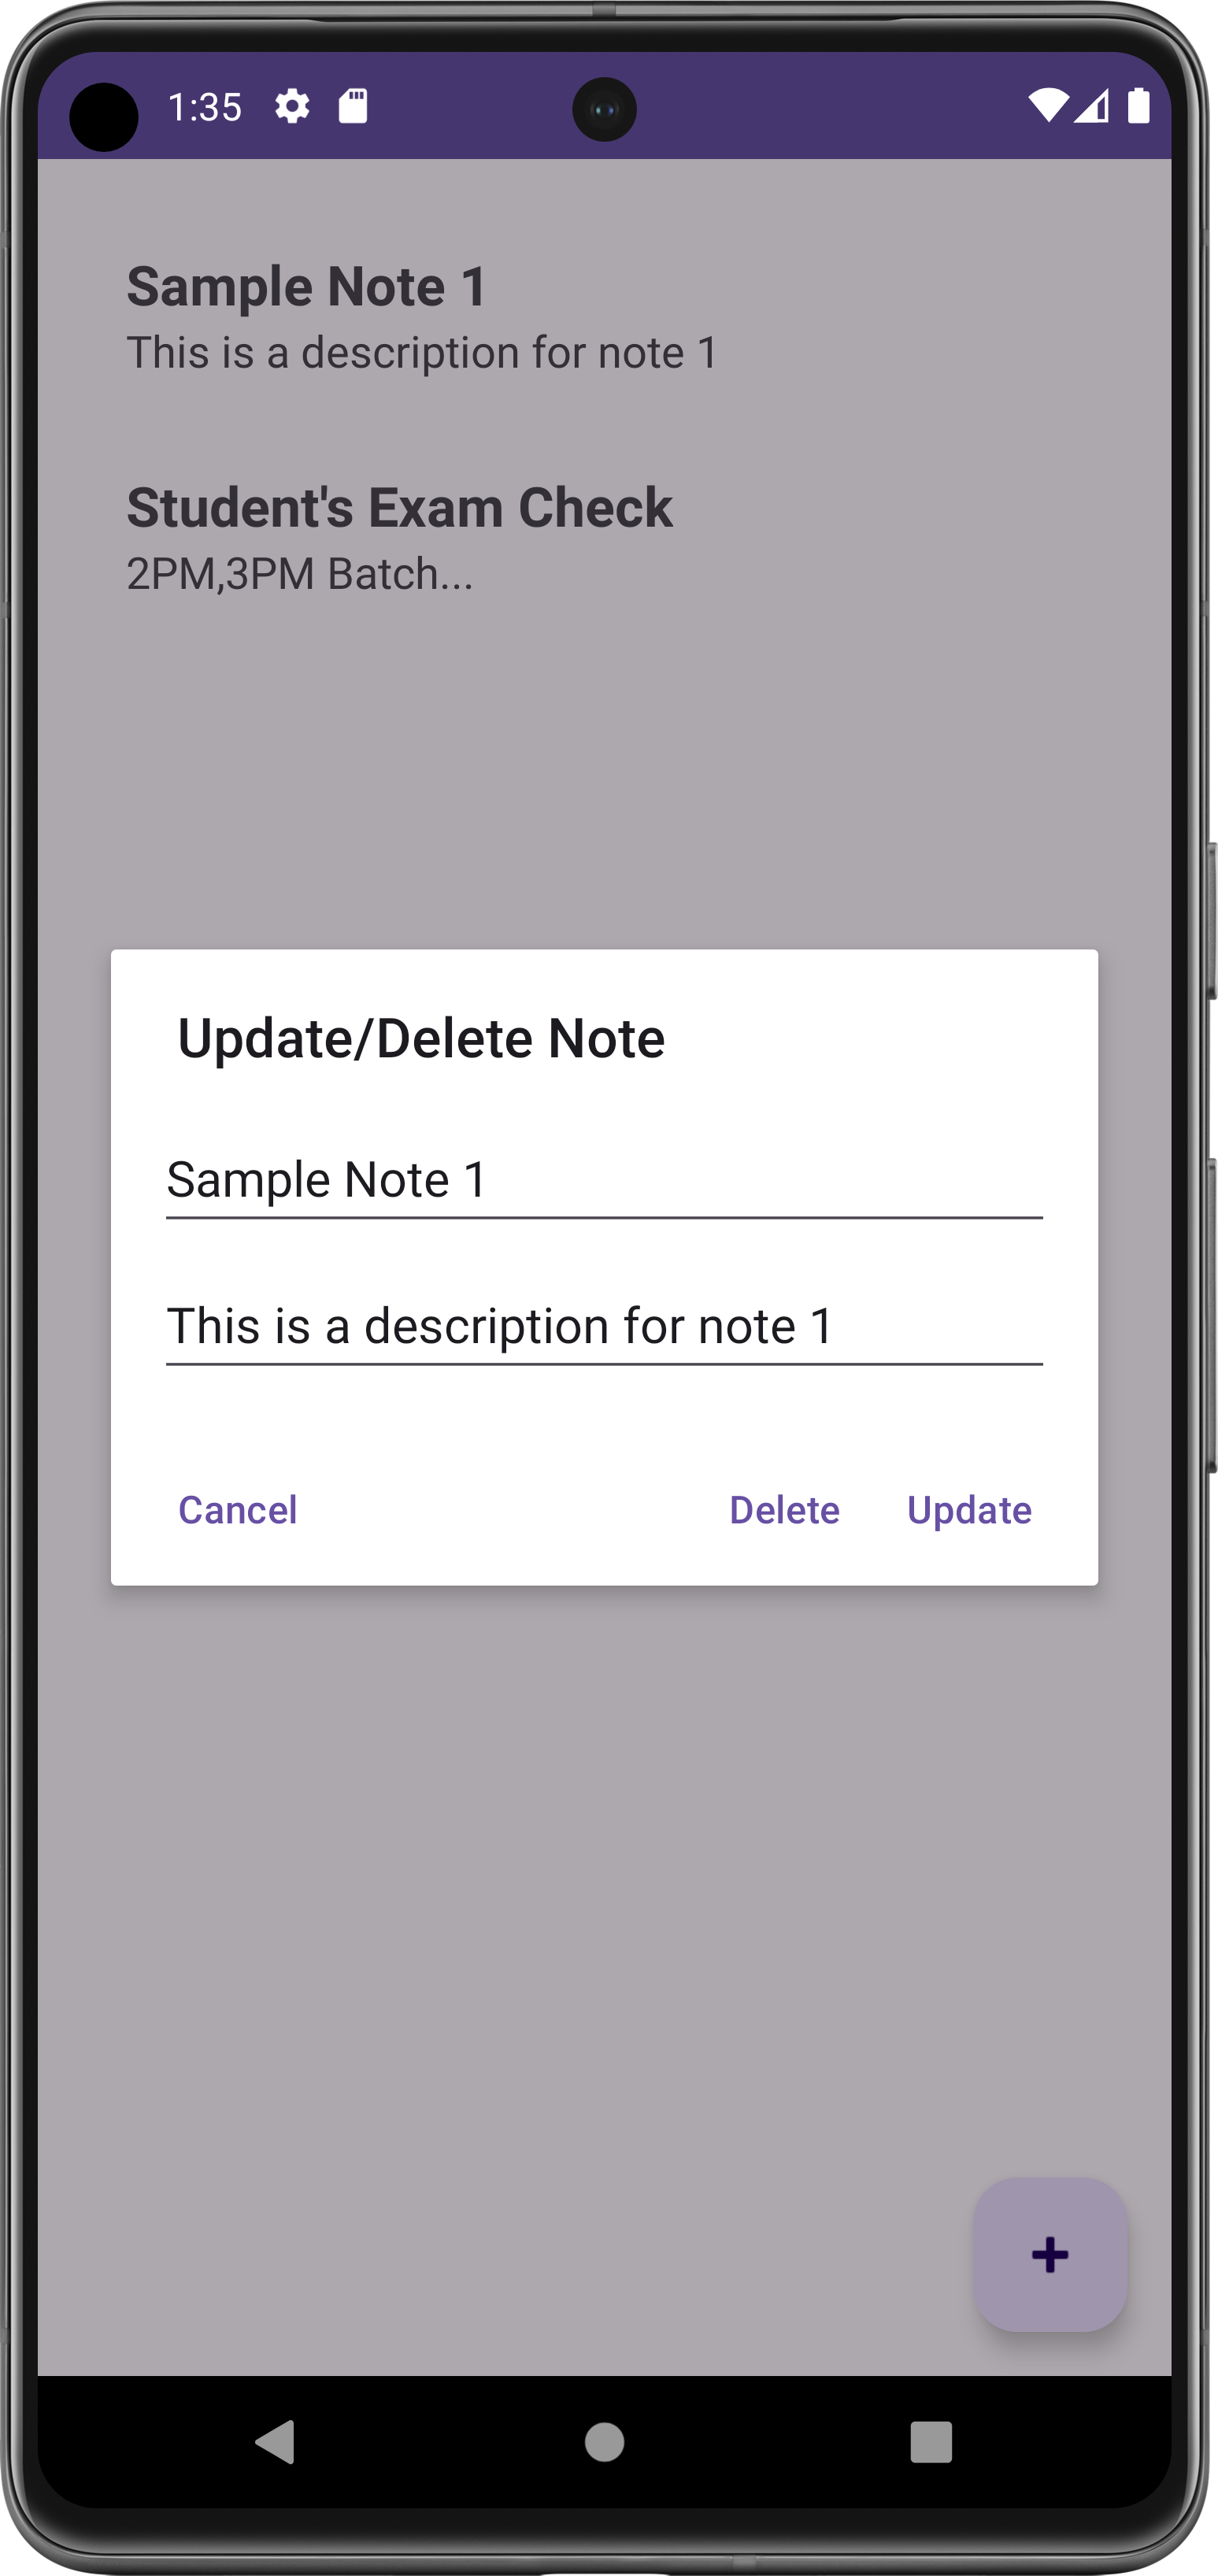 1:35
Sample Note 1
This is a description for note 1
Student's Exam Check
2PM,3PM Batch...
Update/Delete Note
Sample Note 1
This is a description for note 1
Cancel Delete Update